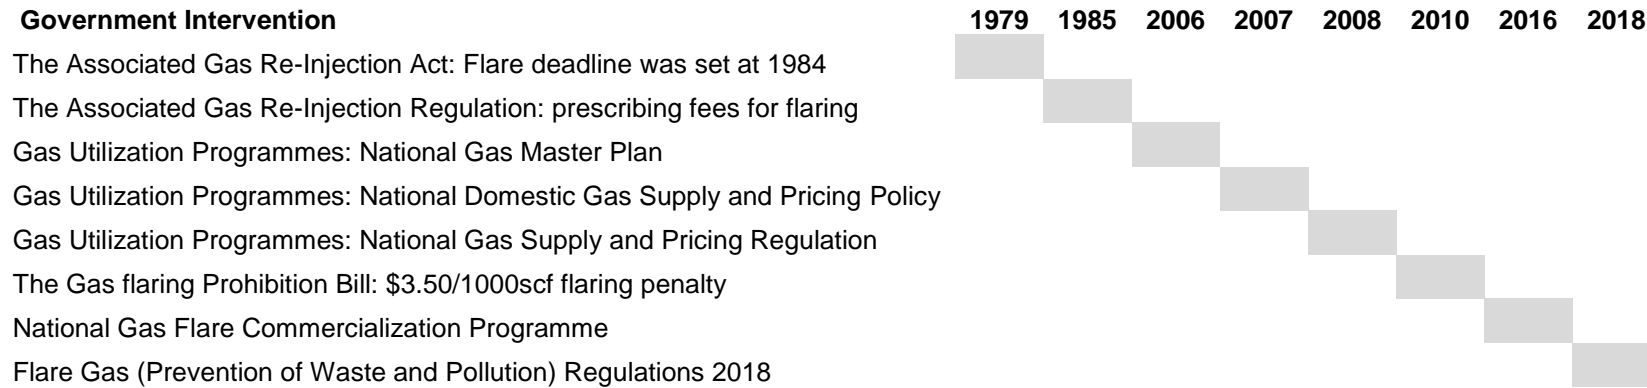 Government Intervention 1979 1985 2006 2007 2008 2010 2016 2018
The Associated Gas Re-Injection Act: Flare deadline was set at 1984
The Associated Gas Re-Injection Regulation: prescribing fees for flaring
Gas Utilization Programmes: National Gas Master Plan
Gas Utilization Programmes: National Domestic Gas Supply and Pricing Policy
Gas Utilization Programmes: National Gas Supply and Pricing Regulation
The Gas flaring Prohibition Bill: $3.50/1000scf flaring penalty
National Gas Flare Commercialization Programme
Flare Gas (Prevention of Waste and Pollution) Regulations 2018